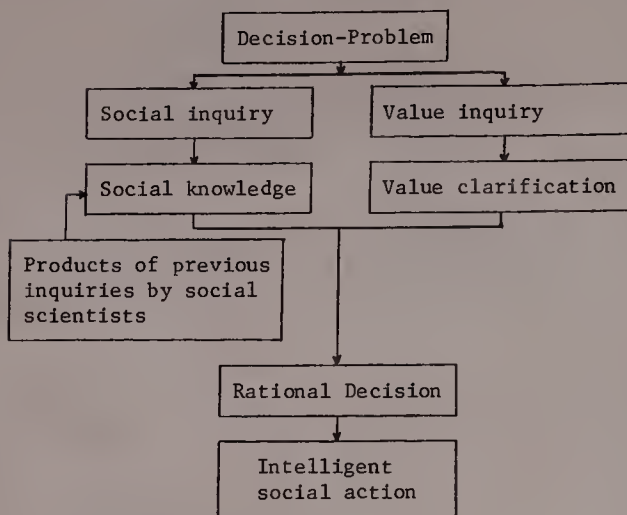 Decision-Problem
Social inquiry
Value inquiry
Social knowledge
Value clarification
Products of previous
inquiries by social
scientists
Rational Decision
Intelligent
social action